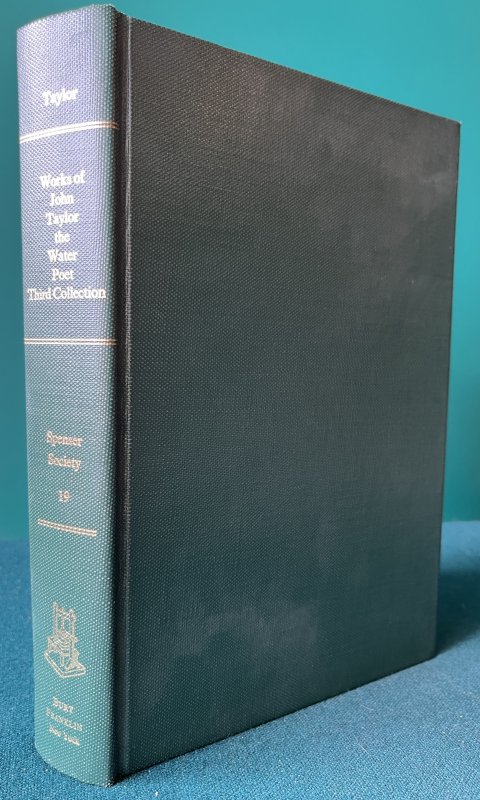 Taylor
Works of
John
Taylor
the
Water
Poet
Third Collection
Spenser
Society
19
BURT
FRANKLIN
NEW YORK